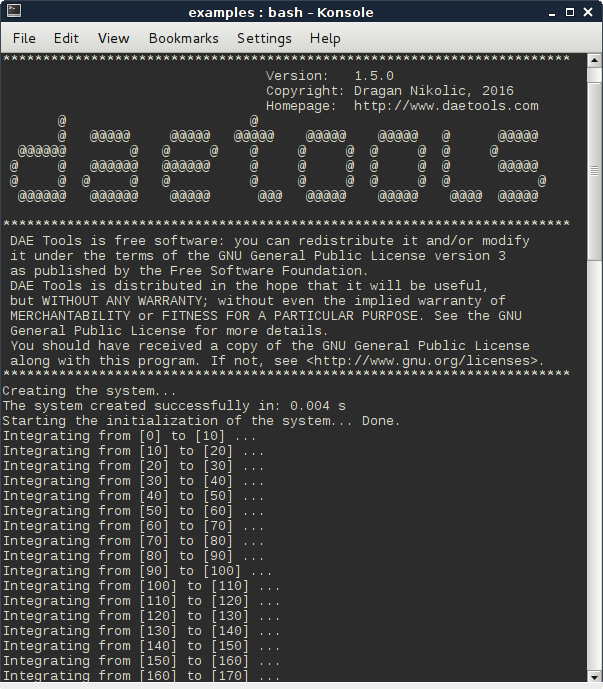 examples : bash - Konsole
File Edit View Bookmarks Settings Help
***********************************************************************
Version: 1.5.0
Copyright: Dragan Nikolic, 2016
Homepage: http://www.daetools.com
@ @
@ @@@@@ @@@@@ @@@@@ @@@@@ @@@@@ @ @@@@@
@@@@@@ @ @ @ @ @ @ @ @ @ @
@ @ @@@@@@ @@@@@@ @ @ @ @ @ @ @@@@@
@ @ @ @ @ @ @ @ @ @ @ @
@@@@@@ @@@@@@ @@@@@ @@@ @@@@@ @@@@@ @@@@ @@@@@
***********************************************************************
DAE Tools is free software: you can redistribute it and/or modify
it under the terms of the GNU General Public License version 3
as published by the Free Software Foundation.
DAE Tools is distributed in the hope that it will be useful,
but WITHOUT ANY WARRANTY; without even the implied warranty of
MERCHANTABILITY or FITNESS FOR A PARTICULAR PURPOSE. See the GNU
General Public License for more details.
You should have received a copy of the GNU General Public License
along with this program. If not, see <http://www.gnu.org/licenses>.
***********************************************************************
Creating the system...
The system created successfully in: 0.004 s
Starting the initialization of the system... Done.
Integrating from [0] to [10] ...
Integrating from [10] to [20] ...
Integrating from [20] to [30] ...
Integrating from [30] to [40] ...
Integrating from [40] to [50] ...
Integrating from [50] to [60] ...
Integrating from [60] to [70] ...
Integrating from [70] to [80] ...
Integrating from [80] to [90] ...
Integrating from [90] to [100] ...
Integrating from [100] to [110] ...
Integrating from [110] to [120] ...
Integrating from [120] to [130] ...
Integrating from [130] to [140] ...
Integrating from [140] to [150] ...
Integrating from [150] to [160] ...
Integrating from [160] to [170] ...